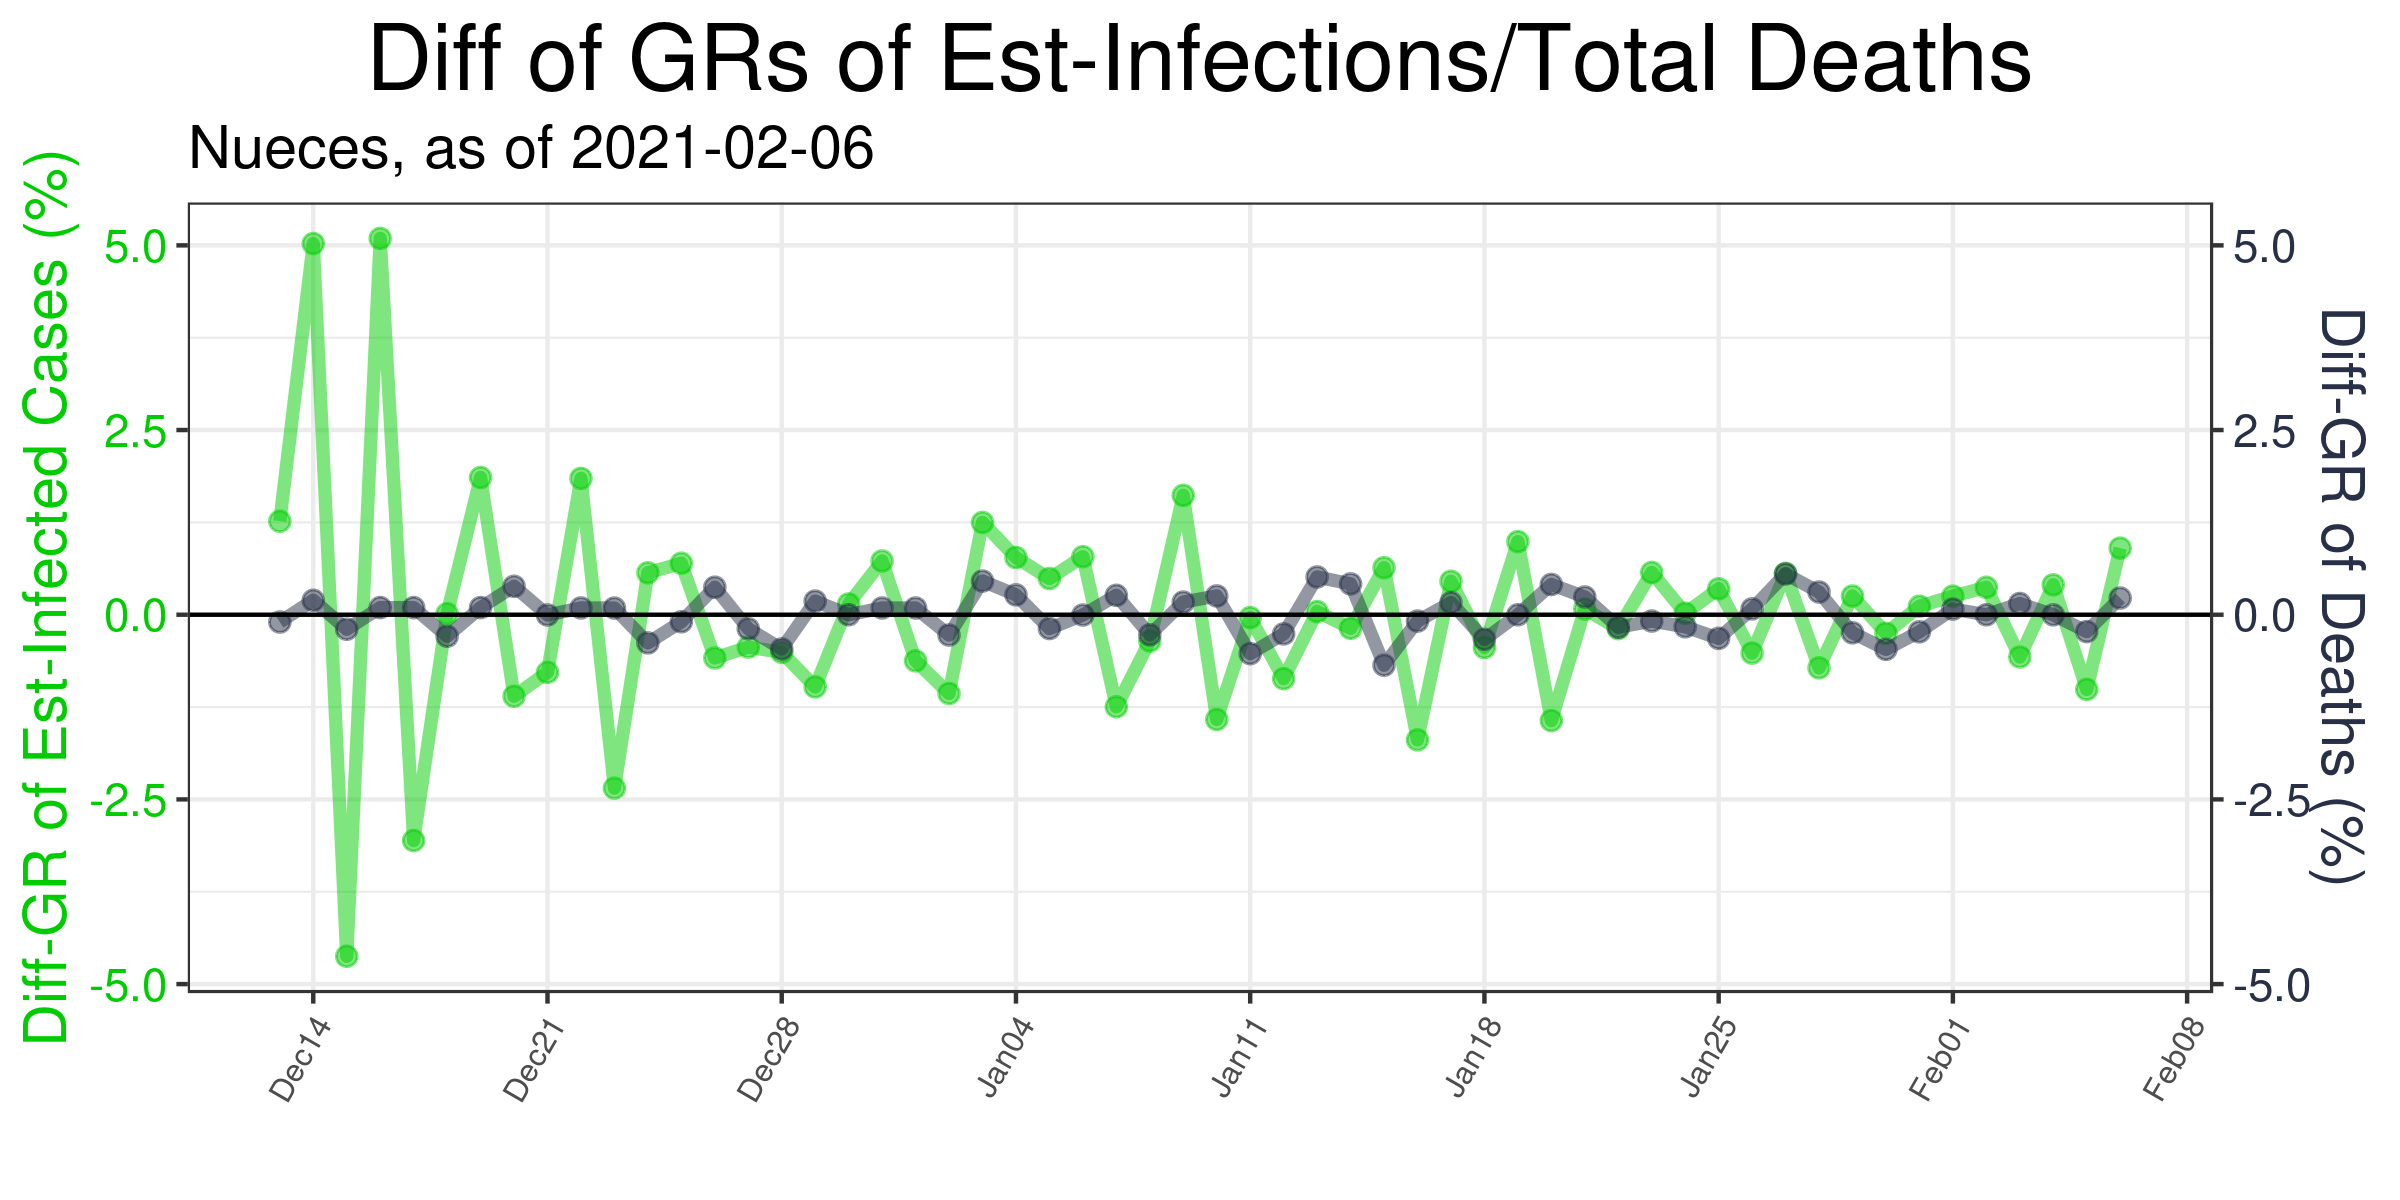 Diff of GRs of Est-Infections/Total Deaths
Nueces, as of 2021-02-06
Diff-GR of Est-Infected Cases (%)
5.0
2.5
0.0
-2.5
-5.0
5.0
2.5
0.0
-2.5
-5.0
Diff-GR of Deaths (%)
Dec14
Dec21
Dec28
Jan04
Jan11
Jan18
Jan25
Feb01
Feb08